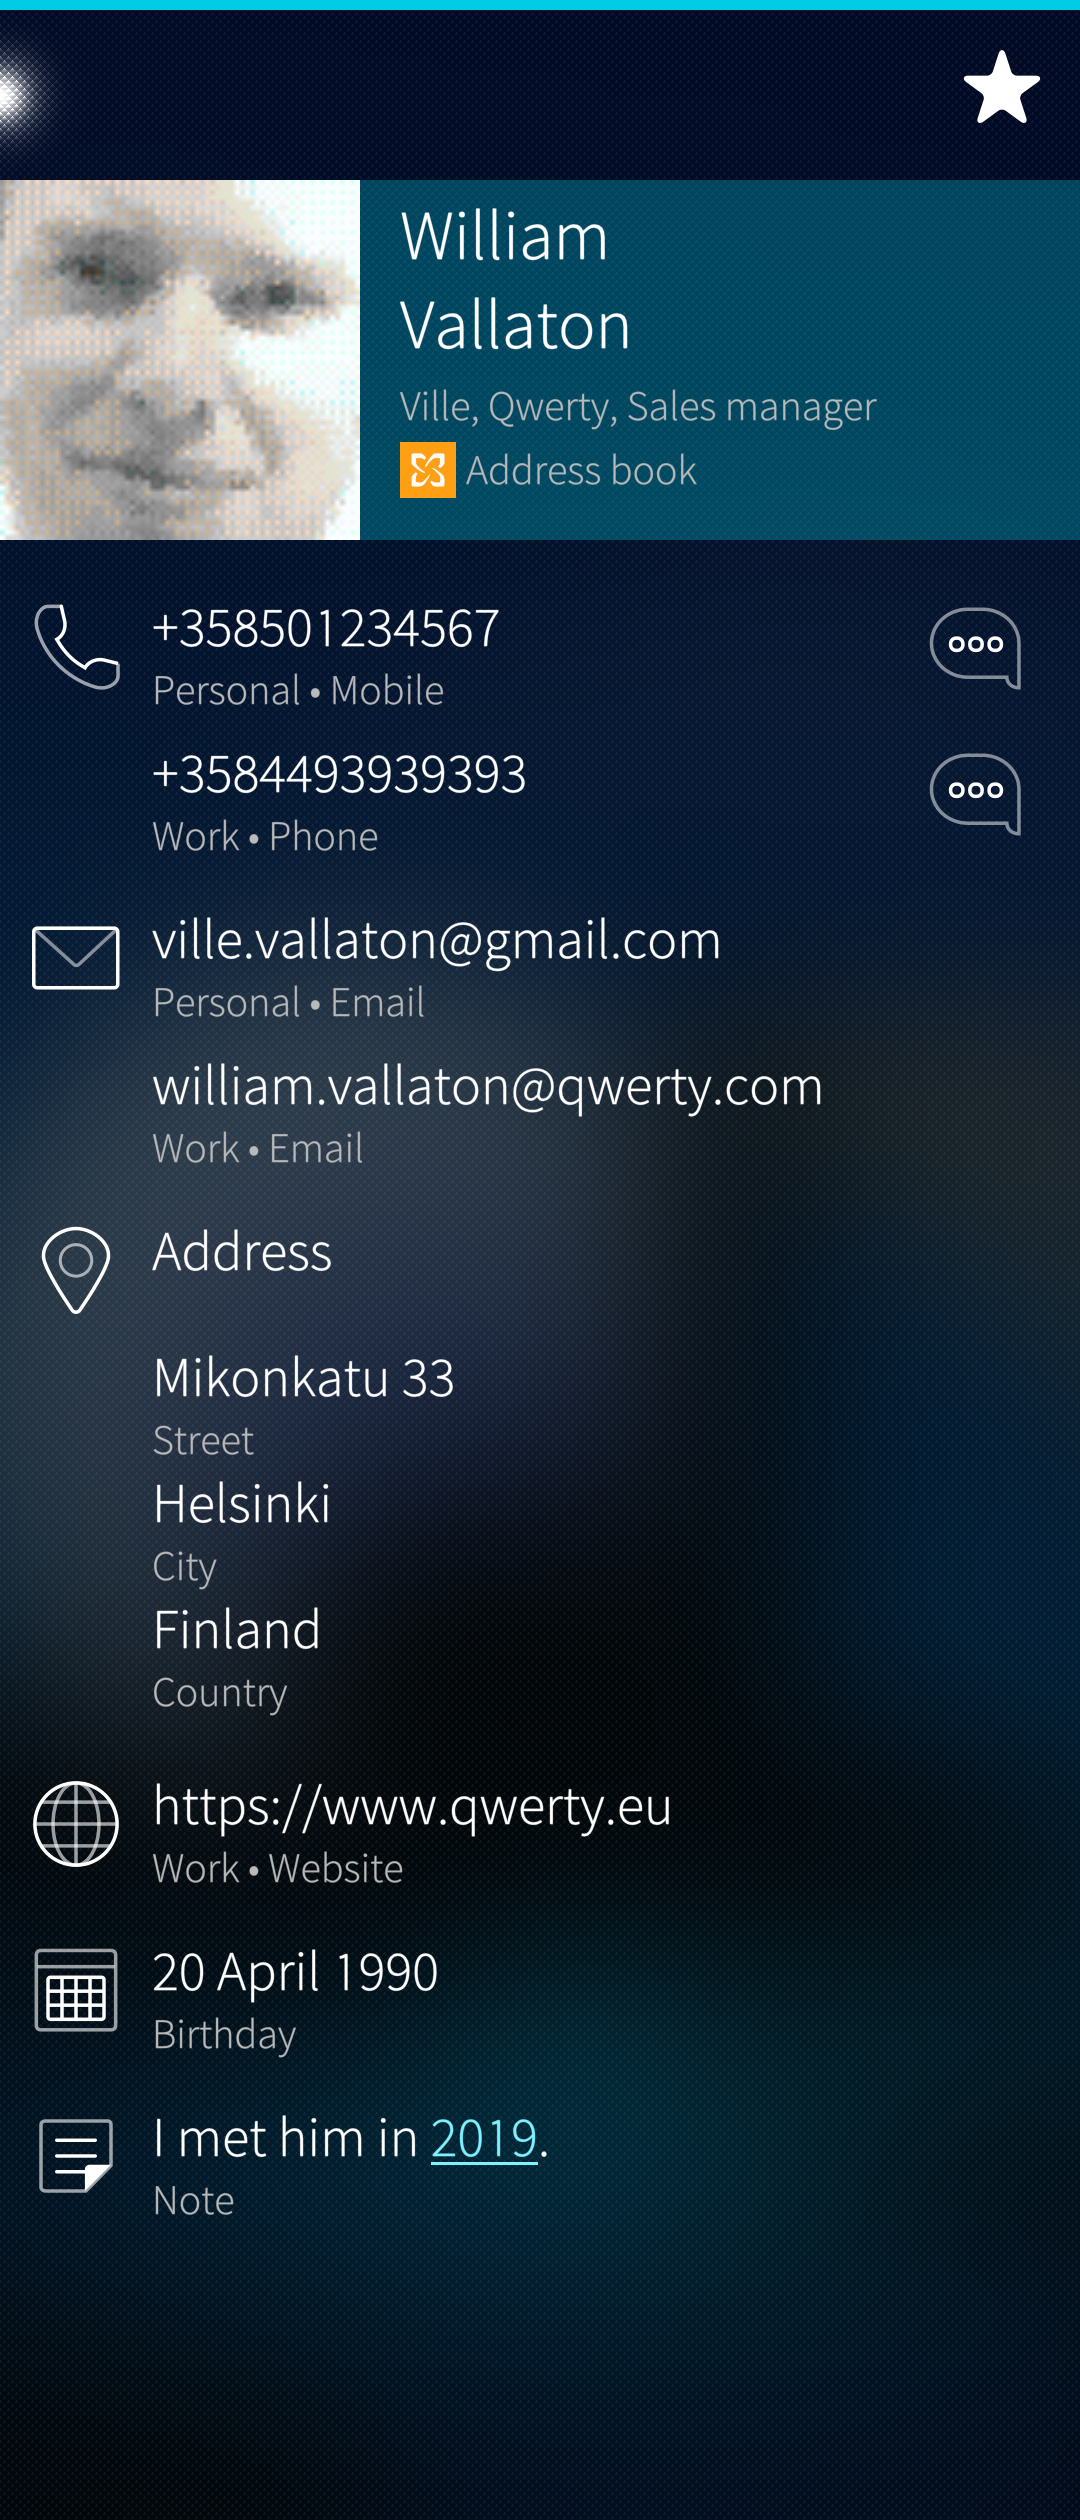 William
Vallaton
Ville, Qwerty, Sales manager
Address book
+358501234567
Personal • Mobile
+3584493939393
Work • Phone
ville.vallaton@gmail.com
Personal • Email
william.vallaton@qwerty.com
Work • Email
Address
Mikonkatu 33
Street
Helsinki
City
Finland
Country
https://www.qwerty.eu
Work • Website
20 April 1990
Birthday
I met him in 2019.
Note